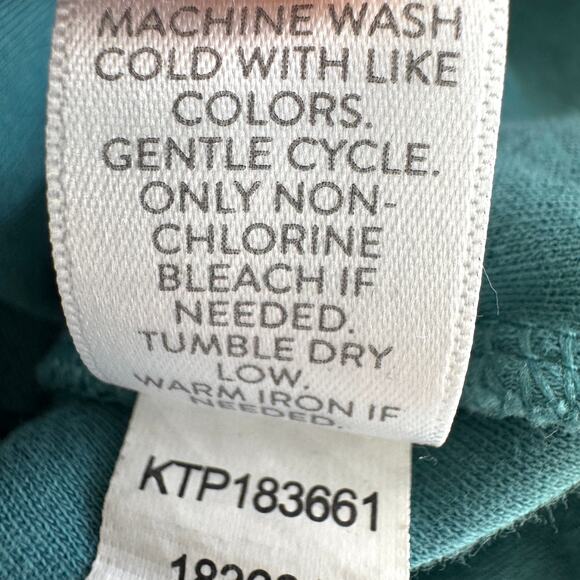 MACHINE WASH
COLD WITH LIKE
COLORS.
GENTLE CYCLE.
ONLY NON-
CHLORINE
BLEACH IF
NEEDED.
TUMBLE DRY
LOW.
WARM IRON IF
NEEDED.
KTP183661